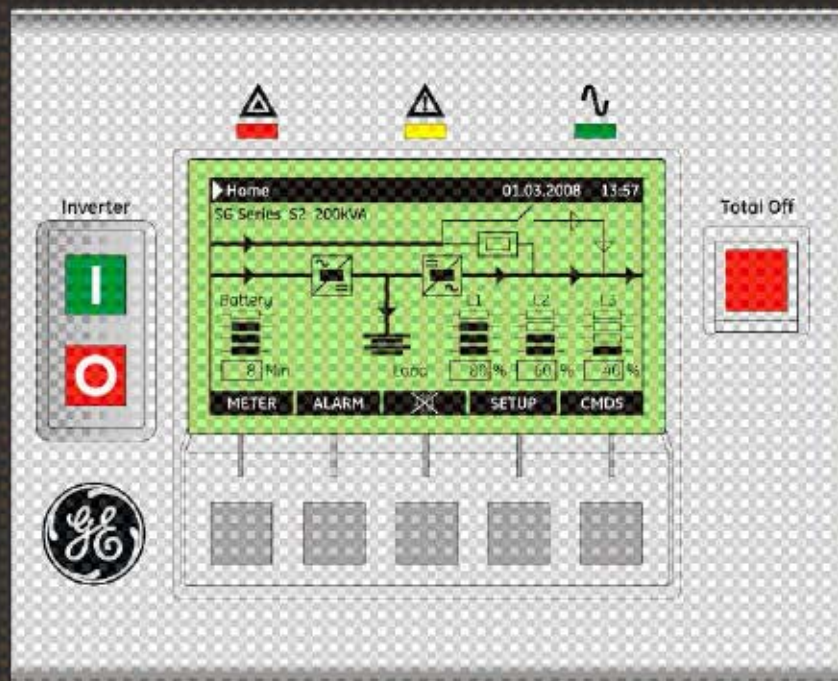 Inverter
Total Off
I
O
Home 01.03.2008 13:57
SG Series S2 200kVA
Battery L1 L2 L3
8 Min Load 80 % 60 % 40 %
METER ALARM SETUP CMDS
GE